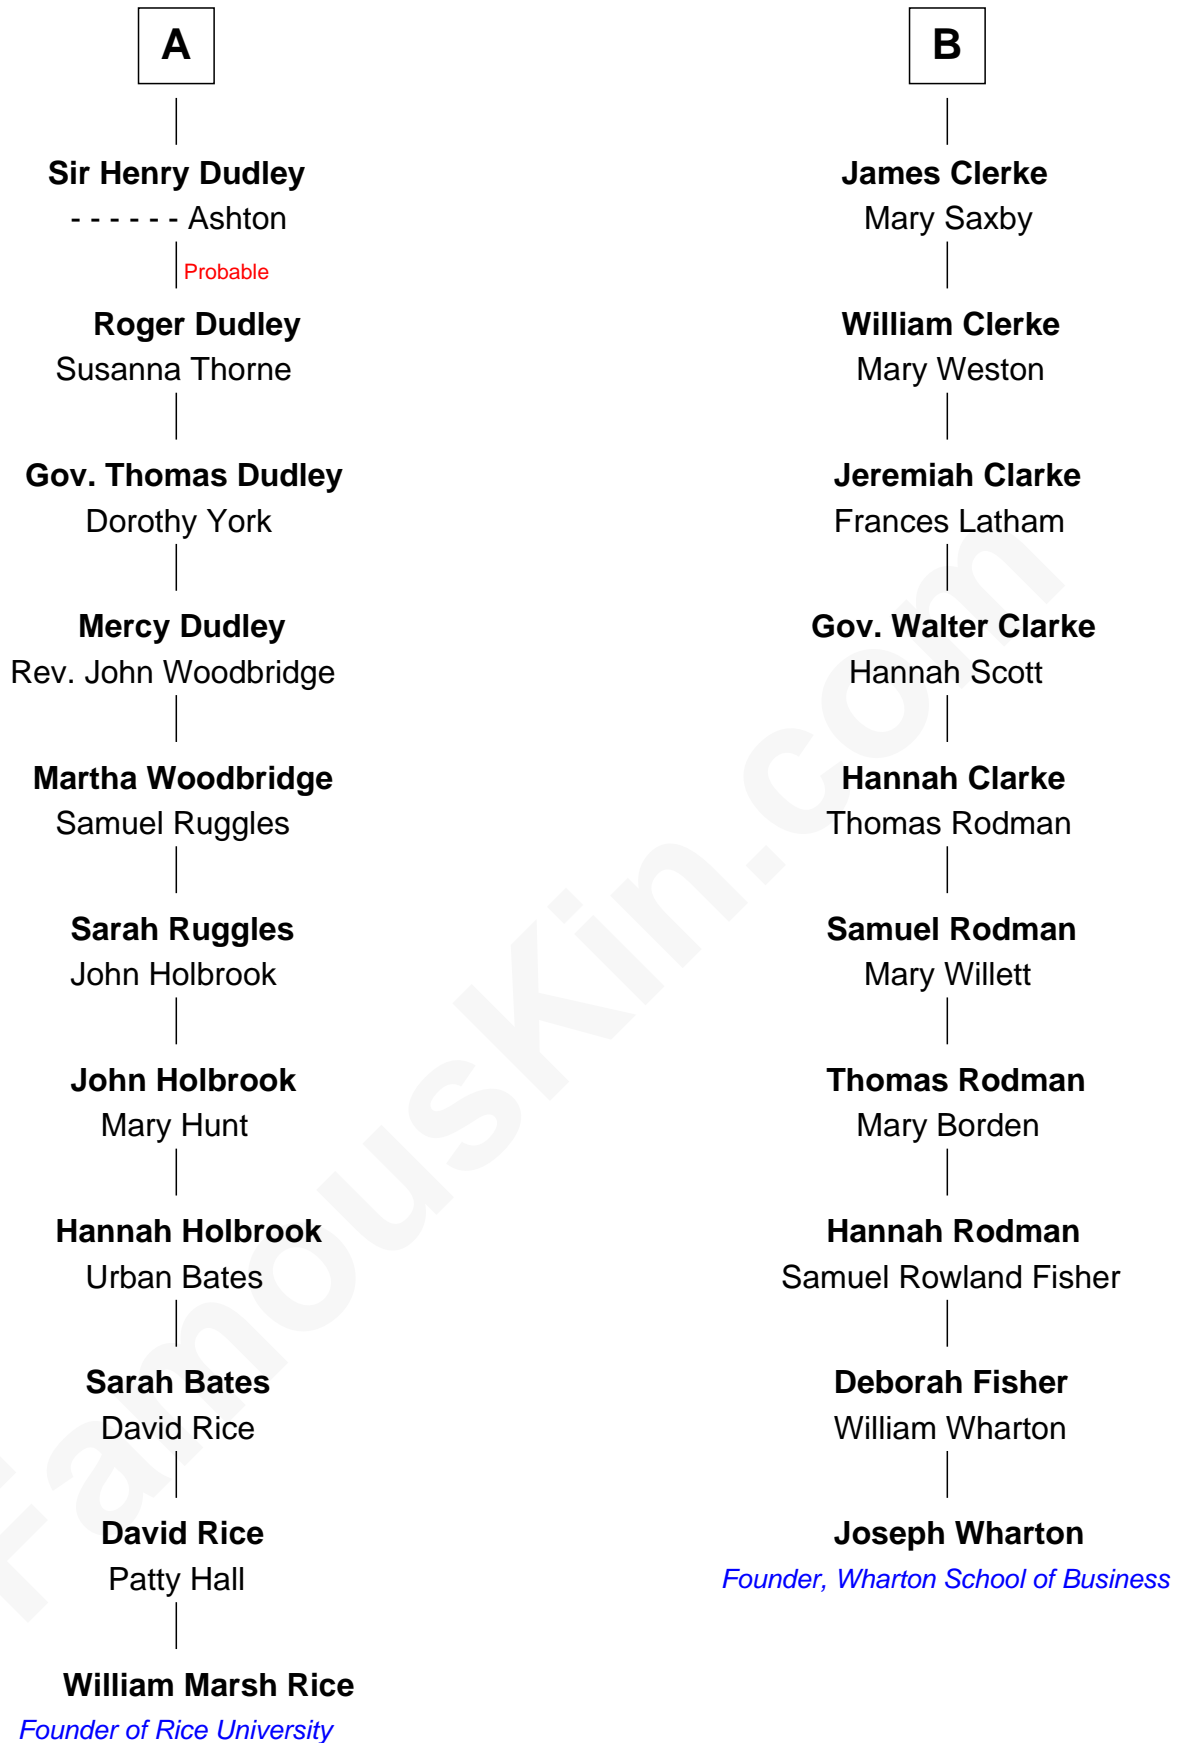 A
Sir Henry Dudley
- - - - - - Ashton
Probable
Roger Dudley
Susanna Thorne
Gov. Thomas Dudley
Dorothy York
Mercy Dudley
Rev. John Woodbridge
Martha Woodbridge
Samuel Ruggles
Sarah Ruggles
John Holbrook
John Holbrook
Mary Hunt
Hannah Holbrook
Urban Bates
Sarah Bates
David Rice
David Rice
Patty Hall
William Marsh Rice
Founder of Rice University
B
James Clerke
Mary Saxby
William Clerke
Mary Weston
Jeremiah Clarke
Frances Latham
Gov. Walter Clarke
Hannah Scott
Hannah Clarke
Thomas Rodman
Samuel Rodman
Mary Willett
Thomas Rodman
Mary Borden
Hannah Rodman
Samuel Rowland Fisher
Deborah Fisher
William Wharton
Joseph Wharton
Founder, Wharton School of Business
FamousKin.com